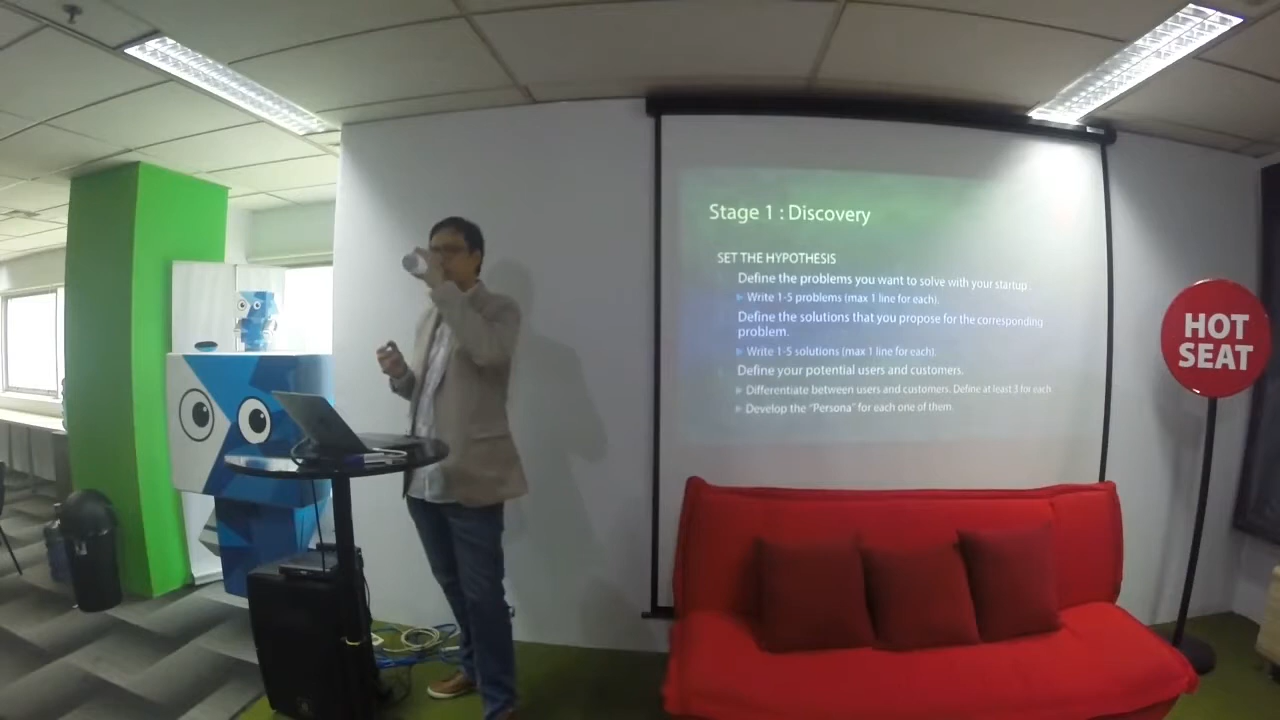 Stage 1 : Discovery
SET THE HYPOTHESIS
Define the problems you want to solve with your startup
Write 1-5 problems (max 1 line for each).
Define the solutions that you propose for the corresponding
problem.
Write 1-5 solutions (max 1 line for each).
Define your potential users and customers.
Differentiate between users and customers. Define at least 3 for each
Develop the "Persona" for each one of them.
HOT
SEAT